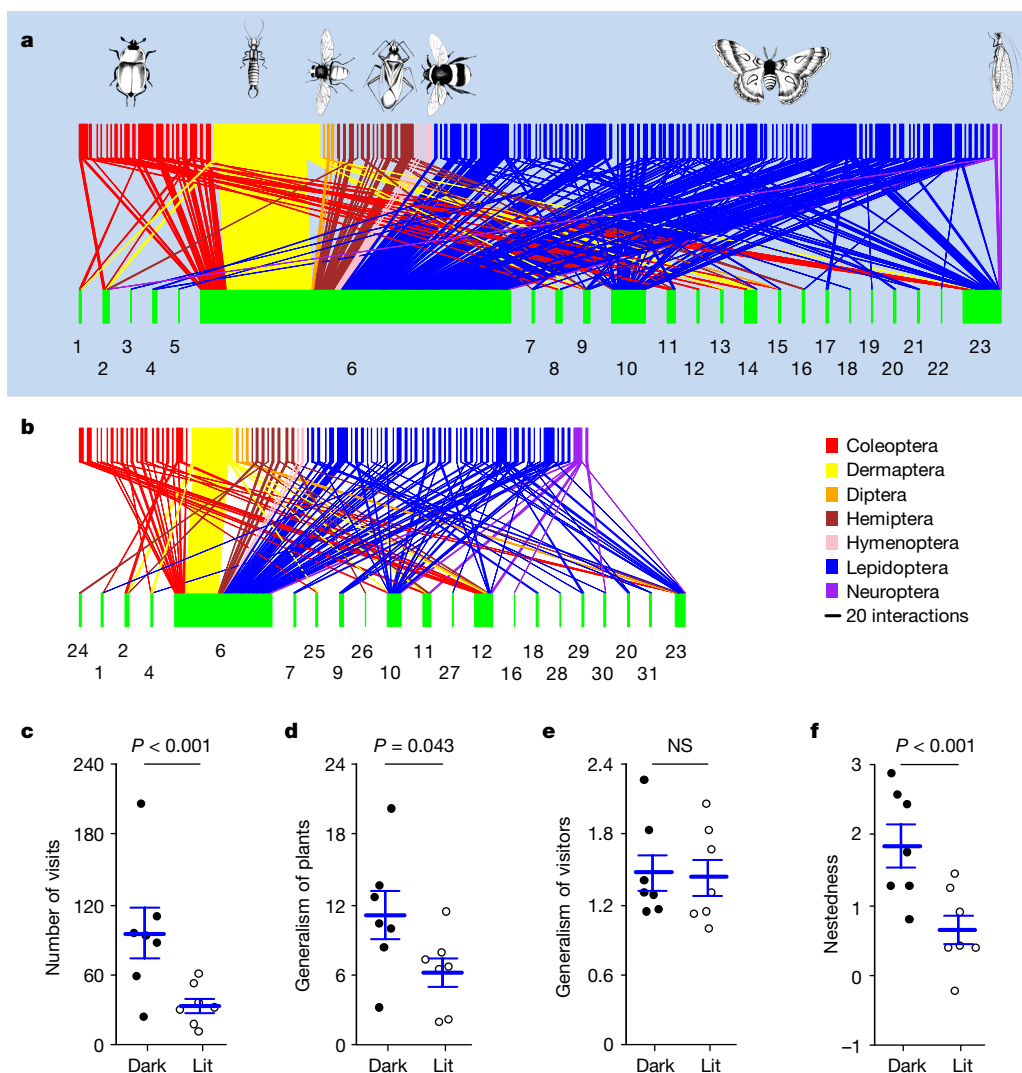 a
1 3 5 7 9 11 13 15 17 19 21 23
2 4 6 8 10 12 14 16 18 20 22
b
Coleoptera
Dermaptera
Diptera
Hemiptera
Hymenoptera
Lepidoptera
Neuroptera
20 interactions
24 2 6 25 26 11 12 18 29 20 23
1 4 7 9 10 27 16 28 30 31
c
P < 0.001
Number of visits
240
180
120
60
0
Dark Lit
d
P = 0.043
Generalism of plants
24
18
12
6
0
Dark Lit
e
NS
Generalism of visitors
2.4
1.8
1.2
0.6
0
Dark Lit
f
P < 0.001
Nestedness
3
2
1
0
−1
Dark Lit